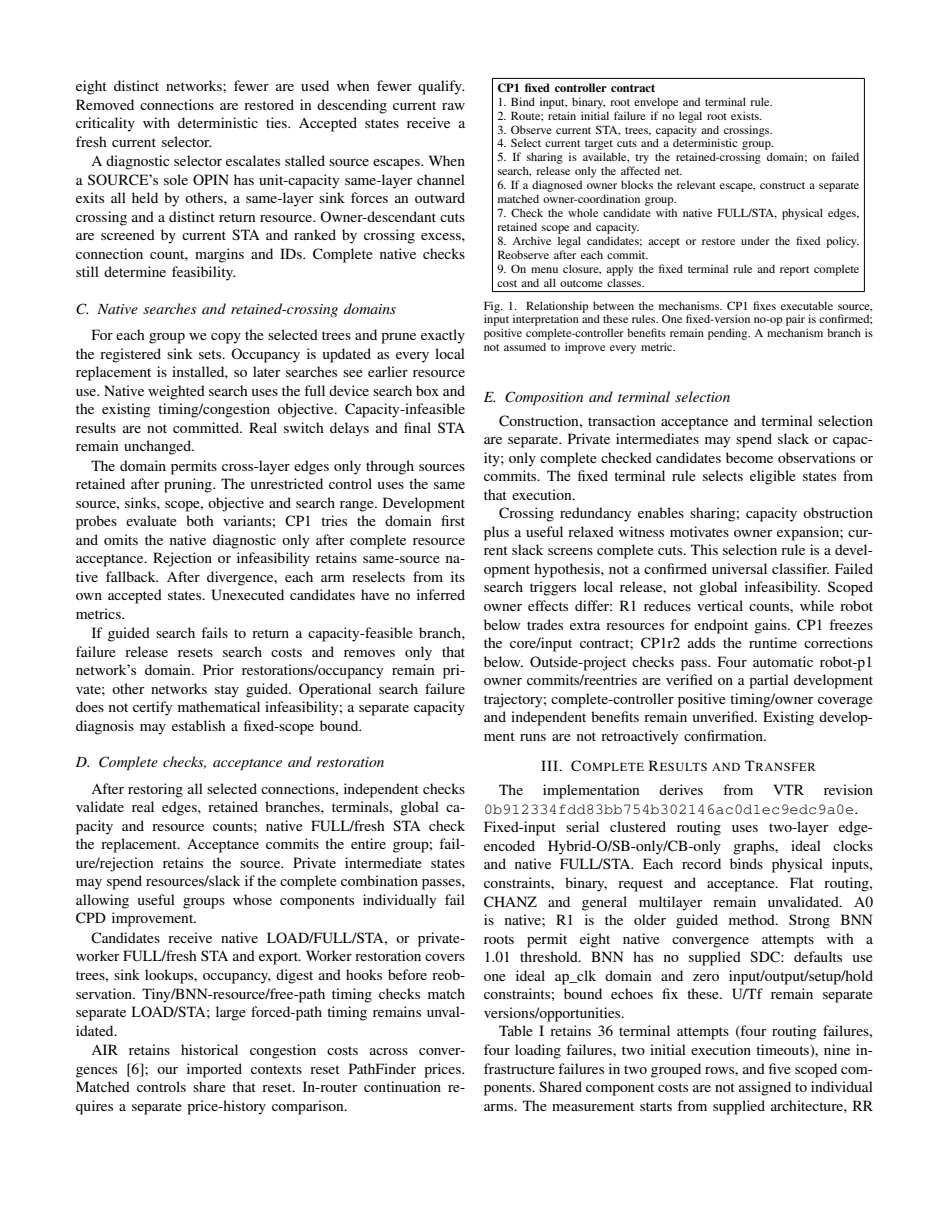 eight distinct networks; fewer are used when fewer qualify.
Removed connections are restored in descending current raw
criticality with deterministic ties. Accepted states receive a
fresh current selector.
A diagnostic selector escalates stalled source escapes. When
a SOURCE's sole OPIN has unit-capacity same-layer channel
exits all held by others, a same-layer sink forces an outward
crossing and a distinct return resource. Owner-descendant cuts
are screened by current STA and ranked by crossing excess,
connection count, margins and IDs. Complete native checks
still determine feasibility.
C. Native searches and retained-crossing domains
For each group we copy the selected trees and prune exactly
the registered sink sets. Occupancy is updated as every local
replacement is installed, so later searches see earlier resource
use. Native weighted search uses the full device search box and
the existing timing/congestion objective. Capacity-infeasible
results are not committed. Real switch delays and final STA
remain unchanged.
The domain permits cross-layer edges only through sources
retained after pruning. The unrestricted control uses the same
source, sinks, scope, objective and search range. Development
probes evaluate both variants; CP1 tries the domain first
and omits the native diagnostic only after complete resource
acceptance. Rejection or infeasibility retains same-source na-
tive fallback. After divergence, each arm reselects from its
own accepted states. Unexecuted candidates have no inferred
metrics.
If guided search fails to return a capacity-feasible branch,
failure release resets search costs and removes only that
network's domain. Prior restorations/occupancy remain pri-
vate; other networks stay guided. Operational search failure
does not certify mathematical infeasibility; a separate capacity
diagnosis may establish a fixed-scope bound.
D. Complete checks, acceptance and restoration
After restoring all selected connections, independent checks
validate real edges, retained branches, terminals, global ca-
pacity and resource counts; native FULL/fresh STA check
the replacement. Acceptance commits the entire group; fail-
ure/rejection retains the source. Private intermediate states
may spend resources/slack if the complete combination passes,
allowing useful groups whose components individually fail
CPD improvement.
Candidates receive native LOAD/FULL/STA, or private-
worker FULL/fresh STA and export. Worker restoration covers
trees, sink lookups, occupancy, digest and hooks before reob-
servation. Tiny/BNN-resource/free-path timing checks match
separate LOAD/STA; large forced-path timing remains unval-
idated.
AIR retains historical congestion costs across conver-
gences [6]; our imported contexts reset PathFinder prices.
Matched controls share that reset. In-router continuation re-
quires a separate price-history comparison.
CP1 fixed controller contract
1. Bind input, binary, root envelope and terminal rule.
2. Route; retain initial failure if no legal root exists.
3. Observe current STA, trees, capacity and crossings.
4. Select current target cuts and a deterministic group.
5. If sharing is available, try the retained-crossing domain; on failed
search, release only the affected net.
6. If a diagnosed owner blocks the relevant escape, construct a separate
matched owner-coordination group.
7. Check the whole candidate with native FULL/STA, physical edges,
retained scope and capacity.
8. Archive legal candidates; accept or restore under the fixed policy.
Reobserve after each commit.
9. On menu closure, apply the fixed terminal rule and report complete
cost and all outcome classes.
Fig. 1. Relationship between the mechanisms. CP1 fixes executable source,
input interpretation and these rules. One fixed-version no-op pair is confirmed;
positive complete-controller benefits remain pending. A mechanism branch is
not assumed to improve every metric.
E. Composition and terminal selection
Construction, transaction acceptance and terminal selection
are separate. Private intermediates may spend slack or capac-
ity; only complete checked candidates become observations or
commits. The fixed terminal rule selects eligible states from
that execution.
Crossing redundancy enables sharing; capacity obstruction
plus a useful relaxed witness motivates owner expansion; cur-
rent slack screens complete cuts. This selection rule is a devel-
opment hypothesis, not a confirmed universal classifier. Failed
search triggers local release, not global infeasibility. Scoped
owner effects differ: R1 reduces vertical counts, while robot
below trades extra resources for endpoint gains. CP1 freezes
the core/input contract; CP1r2 adds the runtime corrections
below. Outside-project checks pass. Four automatic robot-p1
owner commits/reentries are verified on a partial development
trajectory; complete-controller positive timing/owner coverage
and independent benefits remain unverified. Existing develop-
ment runs are not retroactively confirmation.
III. COMPLETE RESULTS AND TRANSFER
The implementation derives from VTR revision
0b912334fdd83bb754b302146ac0d1ec9edc9a0e.
Fixed-input serial clustered routing uses two-layer edge-
encoded Hybrid-O/SB-only/CB-only graphs, ideal clocks
and native FULL/STA. Each record binds physical inputs,
constraints, binary, request and acceptance. Flat routing,
CHANZ and general multilayer remain unvalidated. A0
is native; R1 is the older guided method. Strong BNN
roots permit eight native convergence attempts with a
1.01 threshold. BNN has no supplied SDC: defaults use
one ideal ap_clk domain and zero input/output/setup/hold
constraints; bound echoes fix these. U/Tf remain separate
versions/opportunities.
Table I retains 36 terminal attempts (four routing failures,
four loading failures, two initial execution timeouts), nine in-
frastructure failures in two grouped rows, and five scoped com-
ponents. Shared component costs are not assigned to individual
arms. The measurement starts from supplied architecture, RR